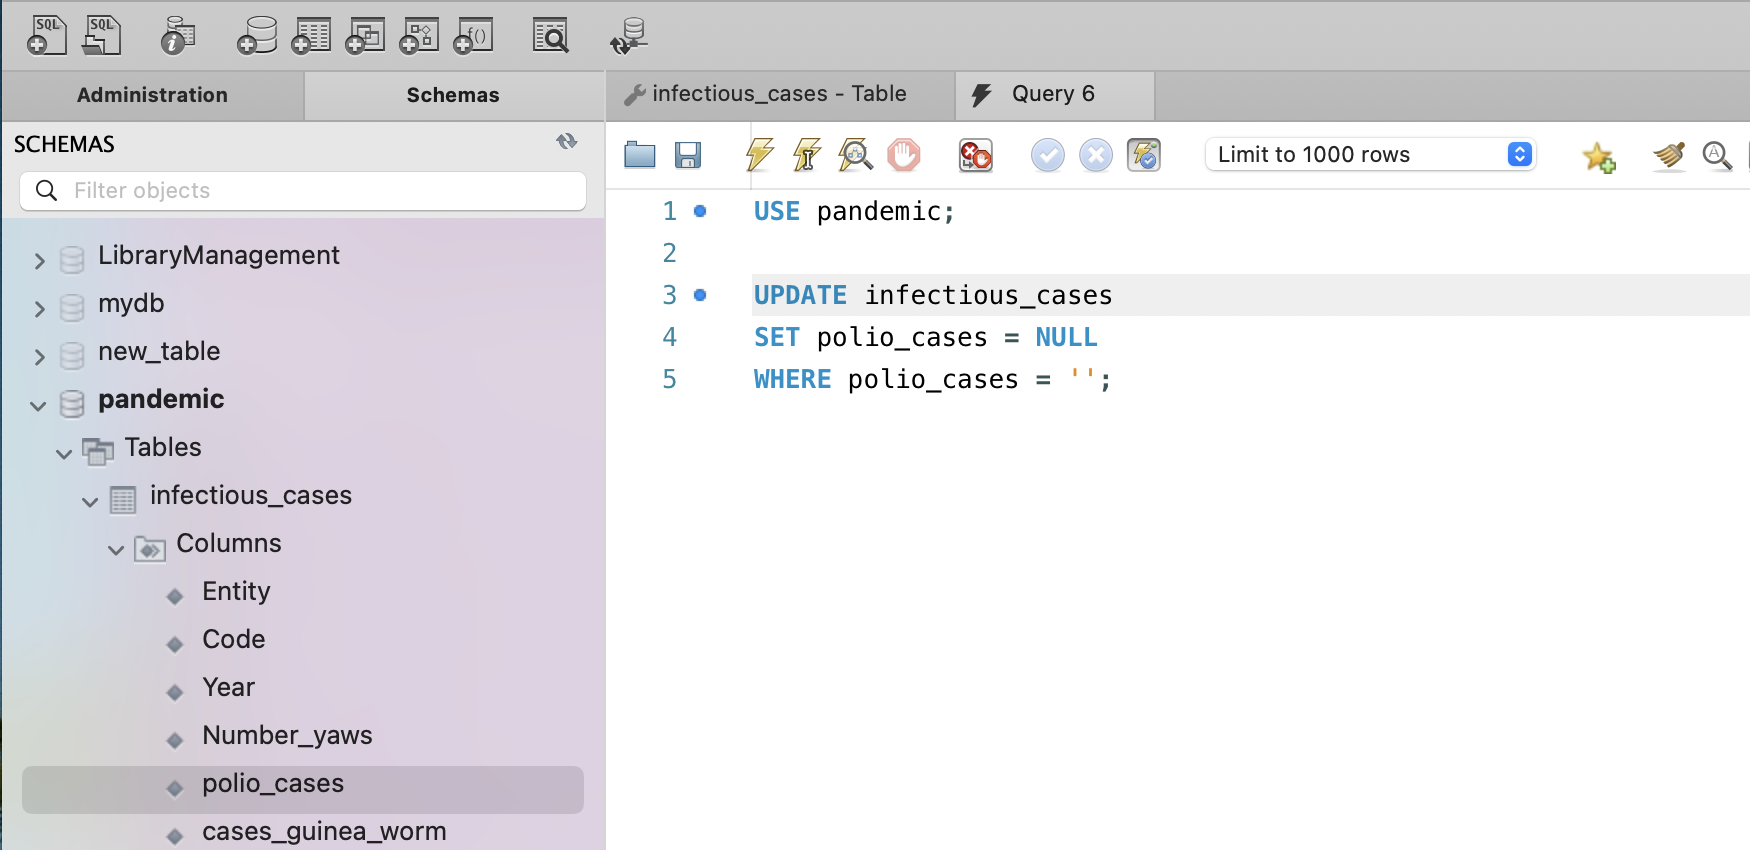 SQL SQL
Administration Schemas infectious_cases - Table Query 6
SCHEMAS
Filter objects
LibraryManagement
mydb
new_table
pandemic
Tables
infectious_cases
Columns
Entity
Code
Year
Number_yaws
polio_cases
cases_guinea_worm
Limit to 1000 rows
1 USE pandemic;
2
3 UPDATE infectious_cases
4 SET polio_cases = NULL
5 WHERE polio_cases = '';